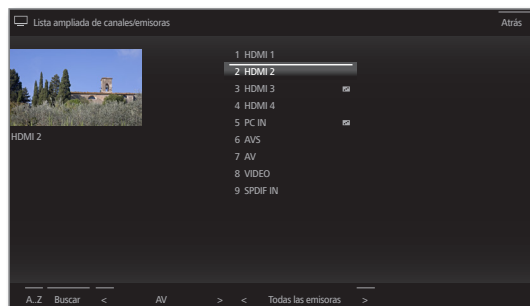 Lista ampliada de canales/emisoras Atrás
1 HDMI 1
2 HDMI 2
3 HDMI 3
4 HDMI 4
5 PC IN
6 AVS
7 AV
8 VIDEO
9 SPDIF IN
HDMI 2
A..Z Buscar < AV > < Todas las emisoras >